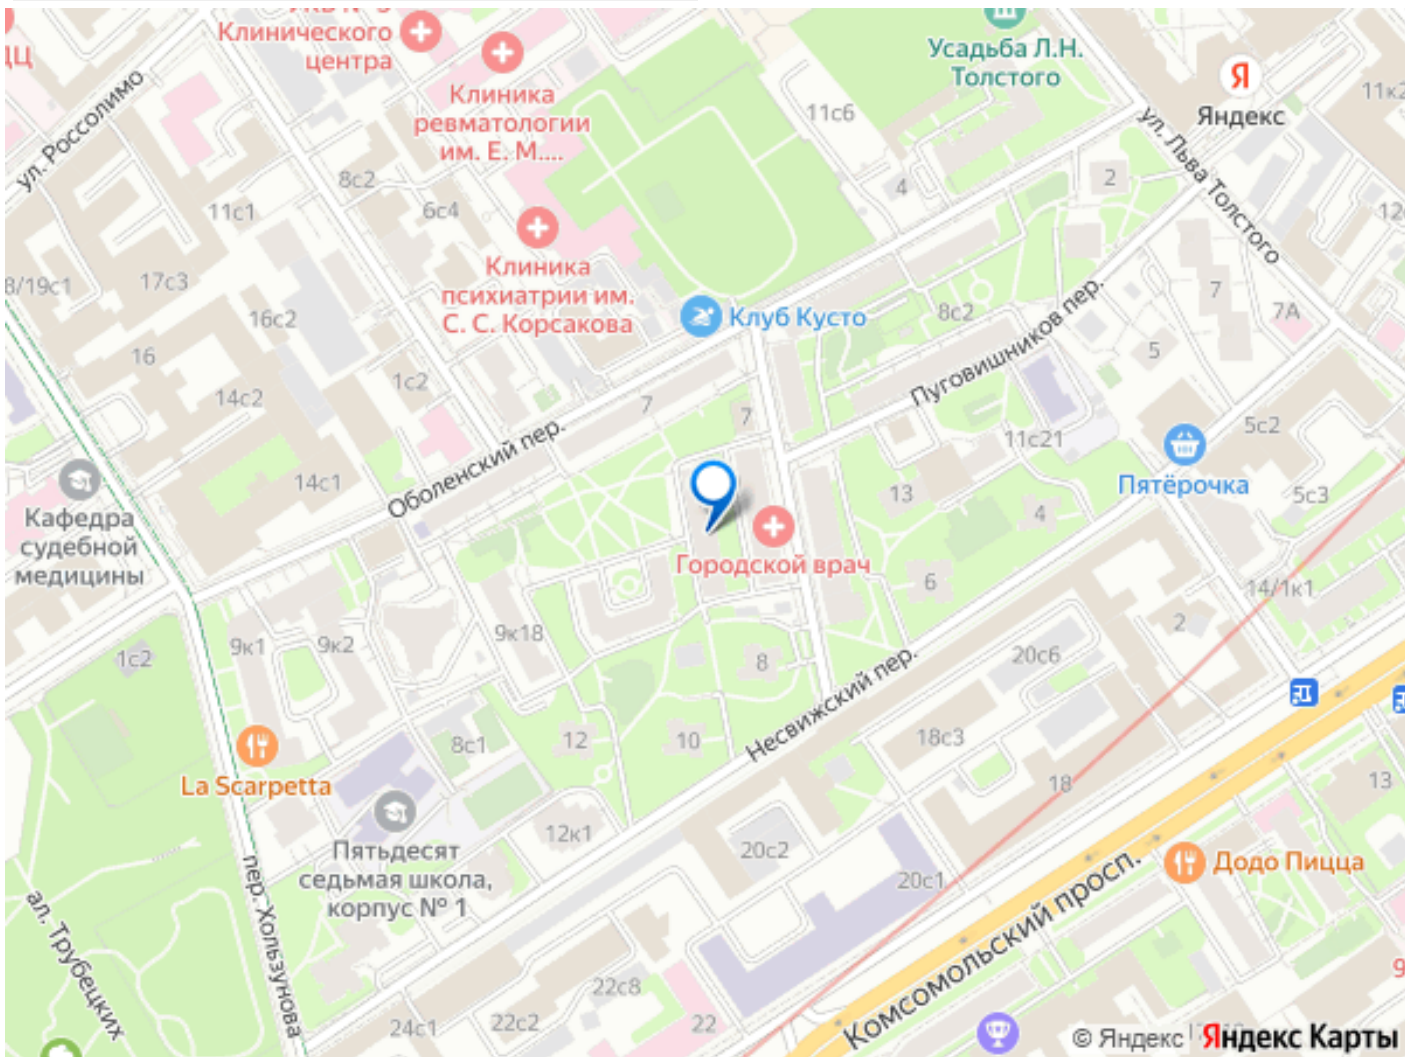 Клинического
центра
Клиника
ревматологии
им. Е. М....
Усадьба Л.Н.
Толстого
Яндекс
11к2
ул. Россолимо
11с6
ул. Льва Толстого
8с2
6с4
11с1
4
2
Клиника
психиатрии им.
С. С. Корсакова
8/19с1
17с3
16с2
16
Клуб Кусто
8с2
7
7А
Пуговишников пер.
5
1с2
14с2
7
7
Оболенский пер.
11с21
5с2
Пятёрочка
14с1
13
4
5с3
Кафедра
судебной
медицины
Городской врач
6
14/1к1
9к1
9к2
9к18
1с2
8
2
20с6
Несвижский пер.
12
10
8с1
18с3
18
13
La Scarpetta
12к1
20с2
20с1
Пятьдесят
седьмая школа,
корпус № 1
Додо Пицца
пер. Хользунова
ал. Трубецких
Комсомольский просп.
22с8
24с1
22с2
22
© Яндекс
Яндекс Карты